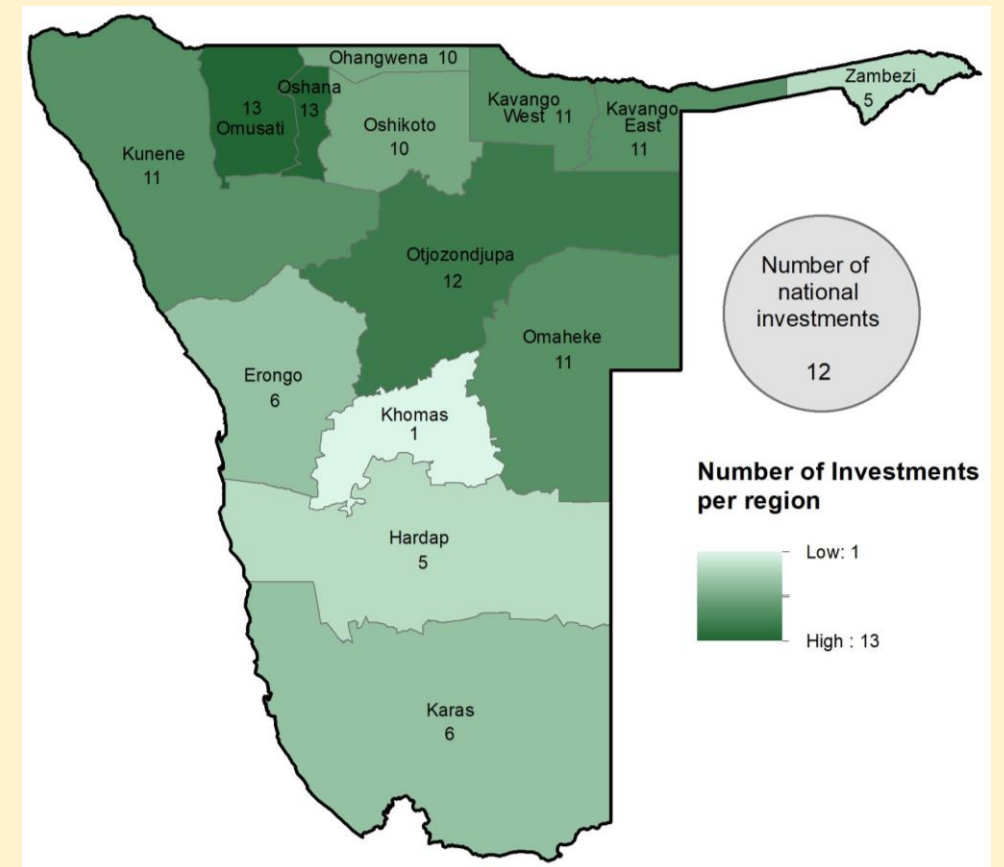 Ohangwena 10
Zambezi
5
Oshana
13
13
Omusati
Kavango
West 11
Kavango
East
11
Oshikoto
10
Kunene
11
Otjozondjupa
12
Number of
national
investments
12
Omaheke
11
Erongo
6
Khomas
1
Number of Investments
per region
Low: 1
High : 13
Hardap
5
Karas
6